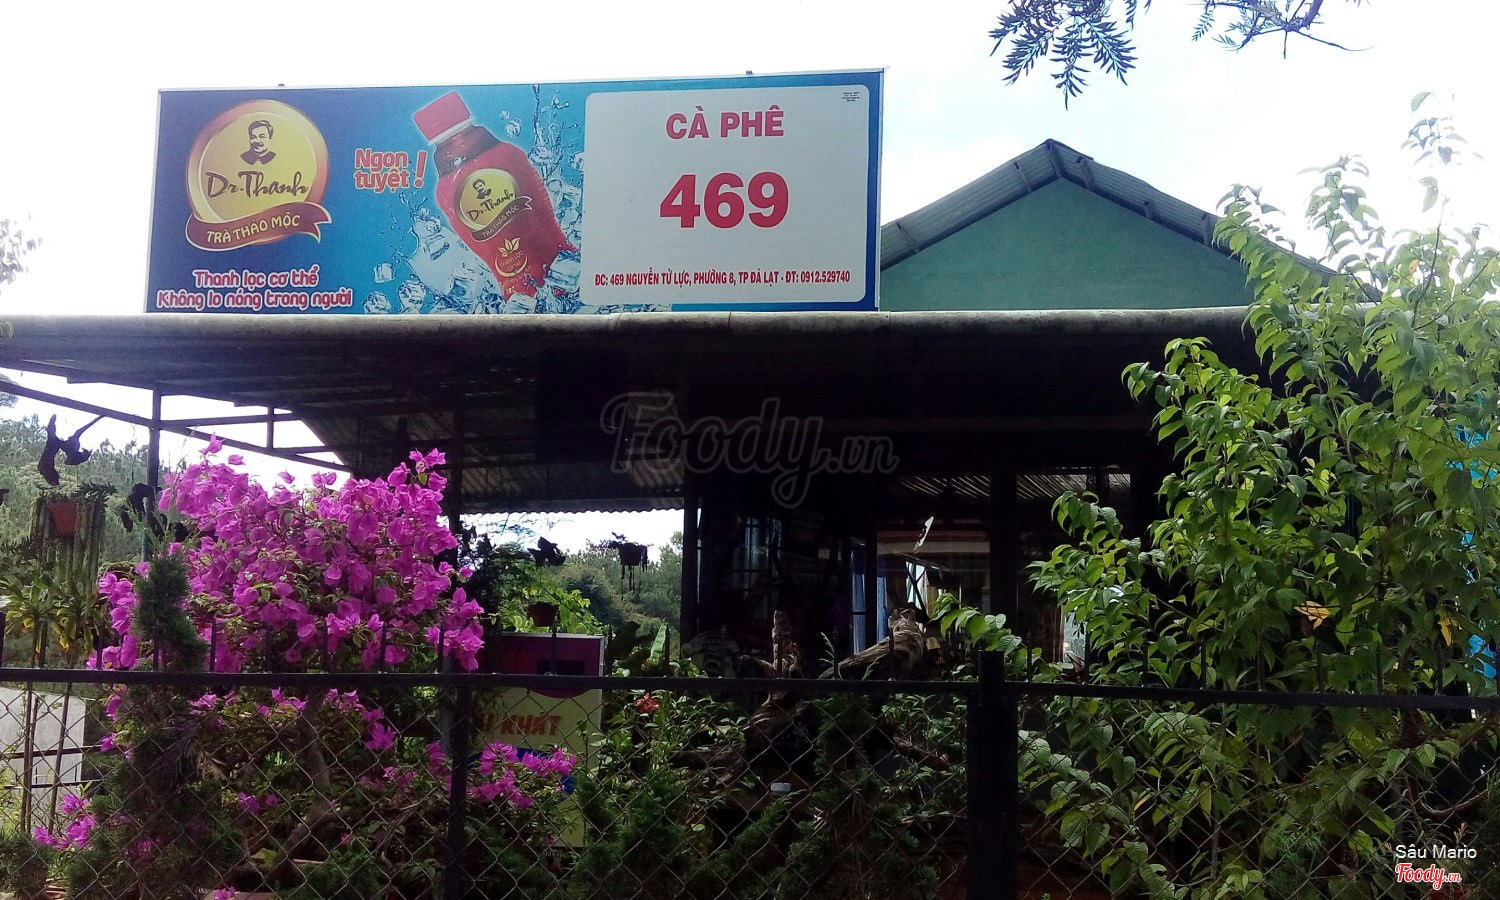 Dr.Thanh
TRÀ THẢO MỘC
Thanh lọc cơ thể
Không lo nóng trong người
Ngon
tuyệt!
Dr.Thanh
TRÀ THẢO MỘC
CÀ PHÊ
469
ĐC: 469 NGUYỄN TỬ LỰC, PHƯỜNG 8, TP ĐÀ LẠT - ĐT: 0912.529740
Foody.vn
KHÁT
Sâu Mario
Foody.vn